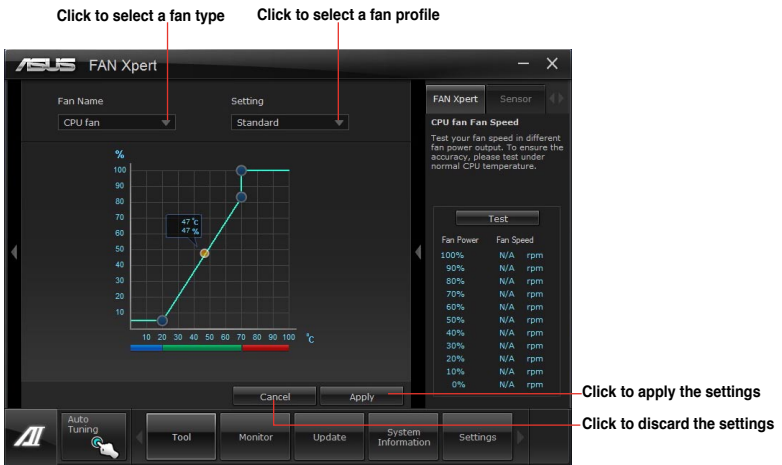 Click to select a fan type
Click to select a fan profile
ASUS FAN Xpert
Fan Name
Setting
CPU fan
Standard
%
100
90
80
70
60
50
40
30
20
10
47 °C
47 %
10 20 30 40 50 60 70 80 90 100 °C
FAN Xpert
Sensor
CPU fan Fan Speed
Test your fan speed in different
fan power output. To ensure the
accuracy, please test under
normal CPU temperature.
Test
Fan Power Fan Speed
100% N/A rpm
90% N/A rpm
80% N/A rpm
70% N/A rpm
60% N/A rpm
50% N/A rpm
40% N/A rpm
30% N/A rpm
20% N/A rpm
10% N/A rpm
0% N/A rpm
Cancel
Apply
Click to apply the settings
Click to discard the settings
AI
Auto
Tuning
Tool
Monitor
Update
System
Information
Settings